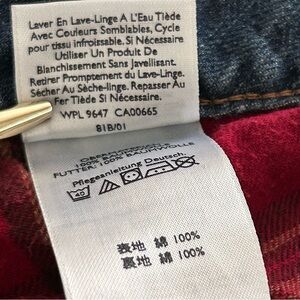 Laver En Lave-Linge A L'Eau Tiède
Avec Couleurs Semblables, Cycle
pour tissu infroissable. Si Nécessaire
Utiliser Un Produit De
Blanchissement Sans Javellisant.
Retirer Promptement du Lave-Linge.
Sécher Au Sèche-linge. Repasser Au
Fer Tiède Si Nécessaire.
WPL 9647 CA00665
81B/01
FUTTER: 100% BAUMWOLLE
Pflegeanleitung Deutsch
40
表地 綿 100%
裏地 綿 100%